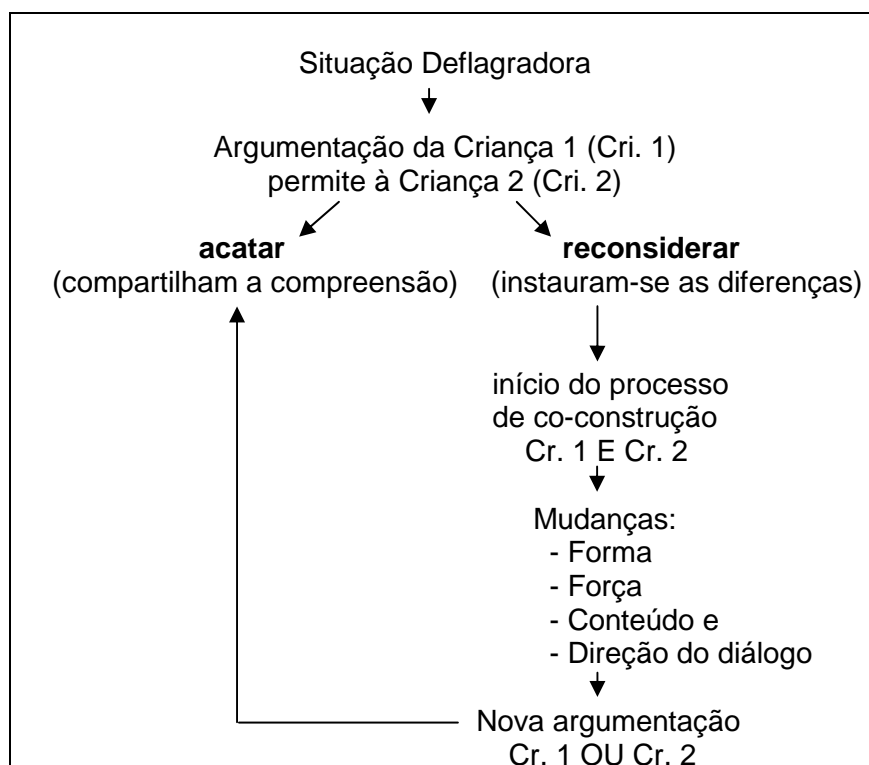 Situação Deflagradora
Argumentação da Criança 1 (Cri. 1)
permite à Criança 2 (Cri. 2)
acatar
(compartilham a compreensão)
reconsiderar
(instauram-se as diferenças)
início do processo
de co-construção
Cr. 1 E Cr. 2
Mudanças:
- Forma
- Força
- Conteúdo e
- Direção do diálogo
Nova argumentação
Cr. 1 OU Cr. 2